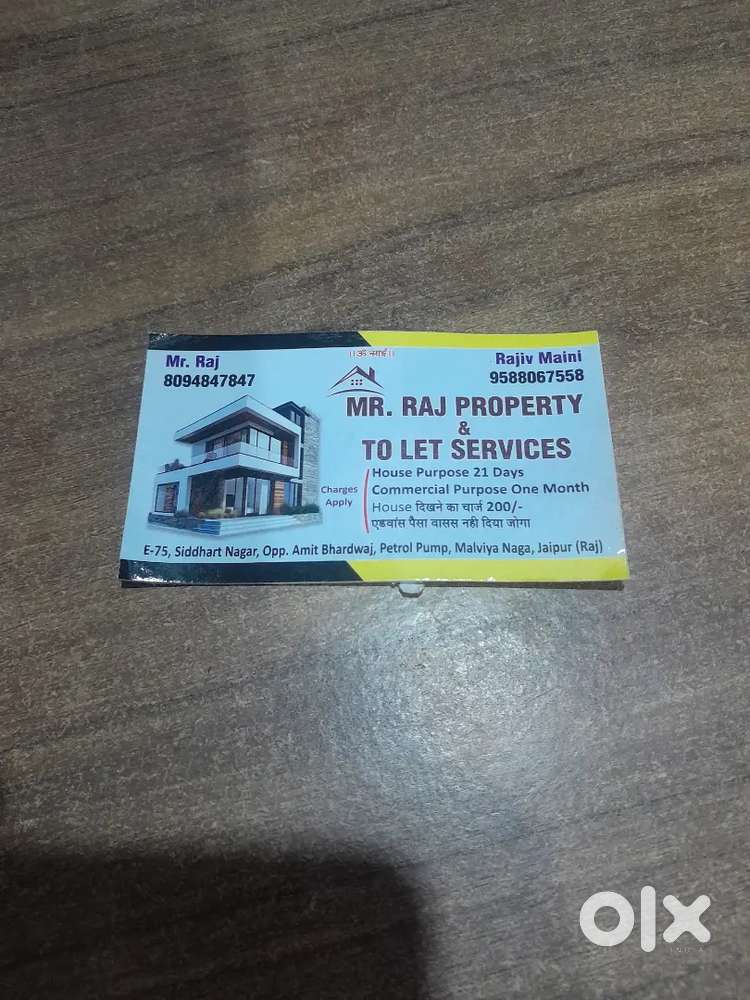 Mr. Raj
8094847847
Rajiv Maini
9588067558
MR. RAJ PROPERTY
&
TO LET SERVICES
Charges
Apply
House Purpose 21 Days
Commercial Purpose One Month
House दिखने का चार्ज 200/-
एडवांस पैसा वासस नही दिया जोगा
E-75, Siddhart Nagar, Opp. Amit Bhardwaj, Petrol Pump, Malviya Naga, Jaipur (Raj)
olx